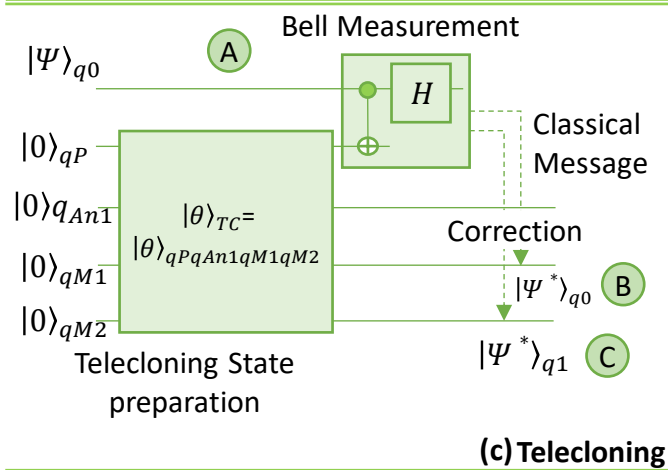 Bell Measurement
|Ψ⟩q0
A
H
|0⟩qP
Classical
Message
|0⟩qAn1
|θ⟩TC=
|θ⟩qPqAn1qM1qM2
Correction
|0⟩qM1
|Ψ*⟩q0
B
|0⟩qM2
|Ψ*⟩q1
C
Telecloning State
preparation
(c) Telecloning